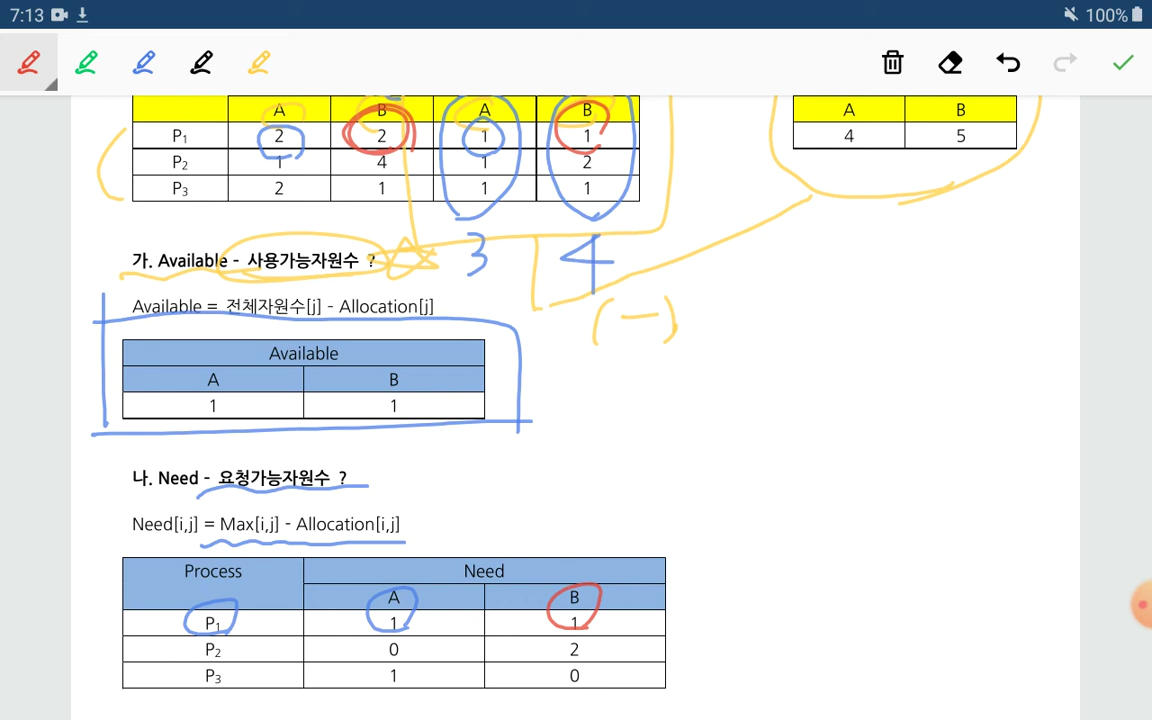 7:13 100%
A B A B A B
P₁ 2 2 1 1 4 5
P₂ 1 4 1 2
P₃ 2 1 1 1
3 4
가. Available - 사용가능자원수 ?
(-)
Available = 전체자원수[j] - Allocation[j]
Available
A B
1 1
나. Need - 요청가능자원수 ?
Need[i,j] = Max[i,j] - Allocation[i,j]
Process Need
A B
P₁ 1 1
P₂ 0 2
P₃ 1 0